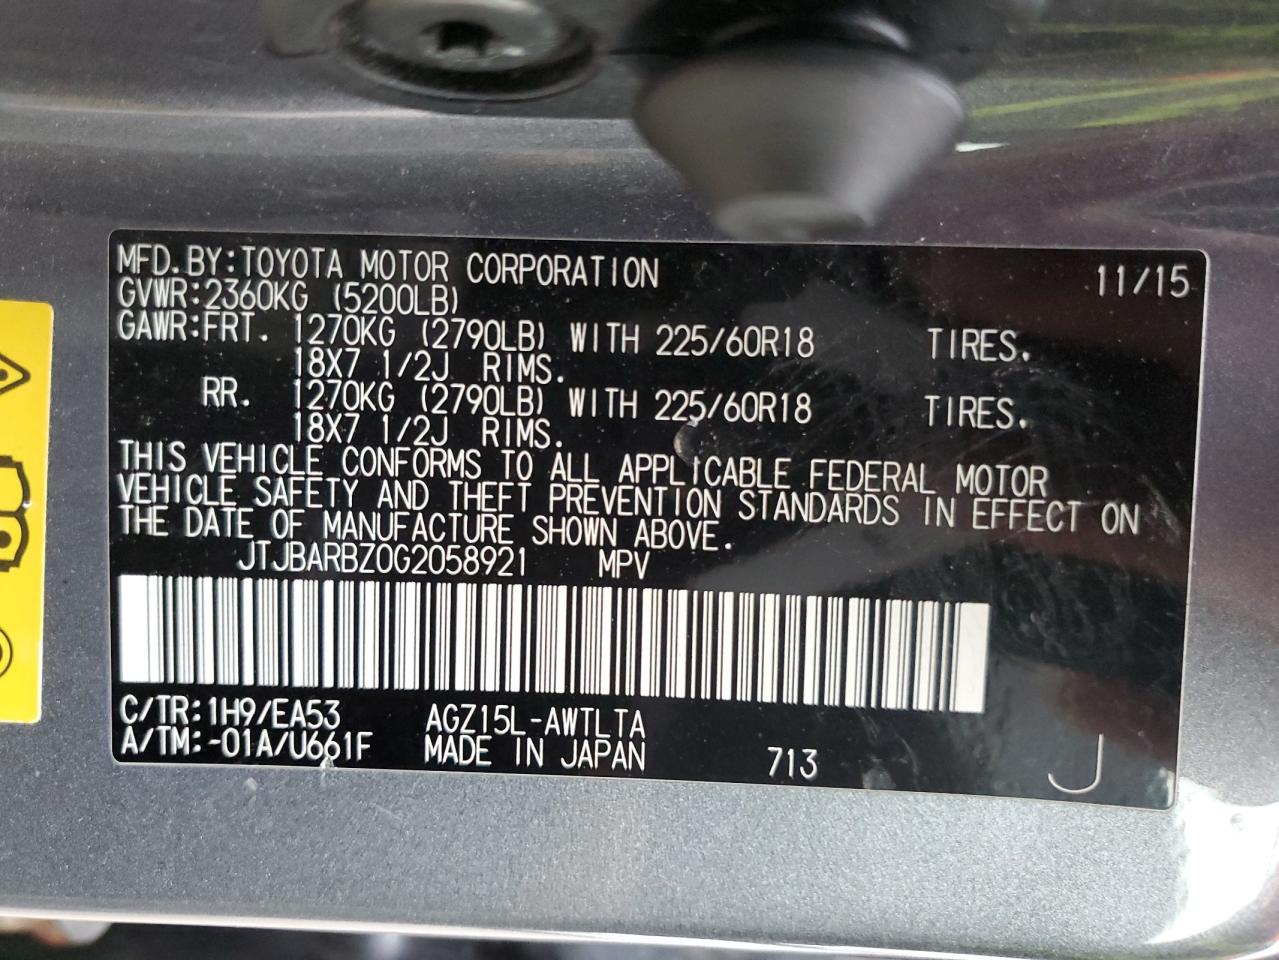 MFD.BY:TOYOTA MOTOR CORPORATION 11/15
GVWR:2360KG (5200LB)
GAWR:FRT. 1270KG (2790LB) WITH 225/60R18 TIRES.
18X7 1/2J RIMS.
RR. 1270KG (2790LB) WITH 225/60R18 TIRES.
18X7 1/2J RIMS.
THIS VEHICLE CONFORMS TO ALL APPLICABLE FEDERAL MOTOR
VEHICLE SAFETY AND THEFT PREVENTION STANDARDS IN EFFECT ON
THE DATE OF MANUFACTURE SHOWN ABOVE.
JTJBARBZ0G2058921 MPV
C/TR:1H9/EA53 AGZ15L-AWTLTA
A/TM:-01A/U661F MADE IN JAPAN 713 J